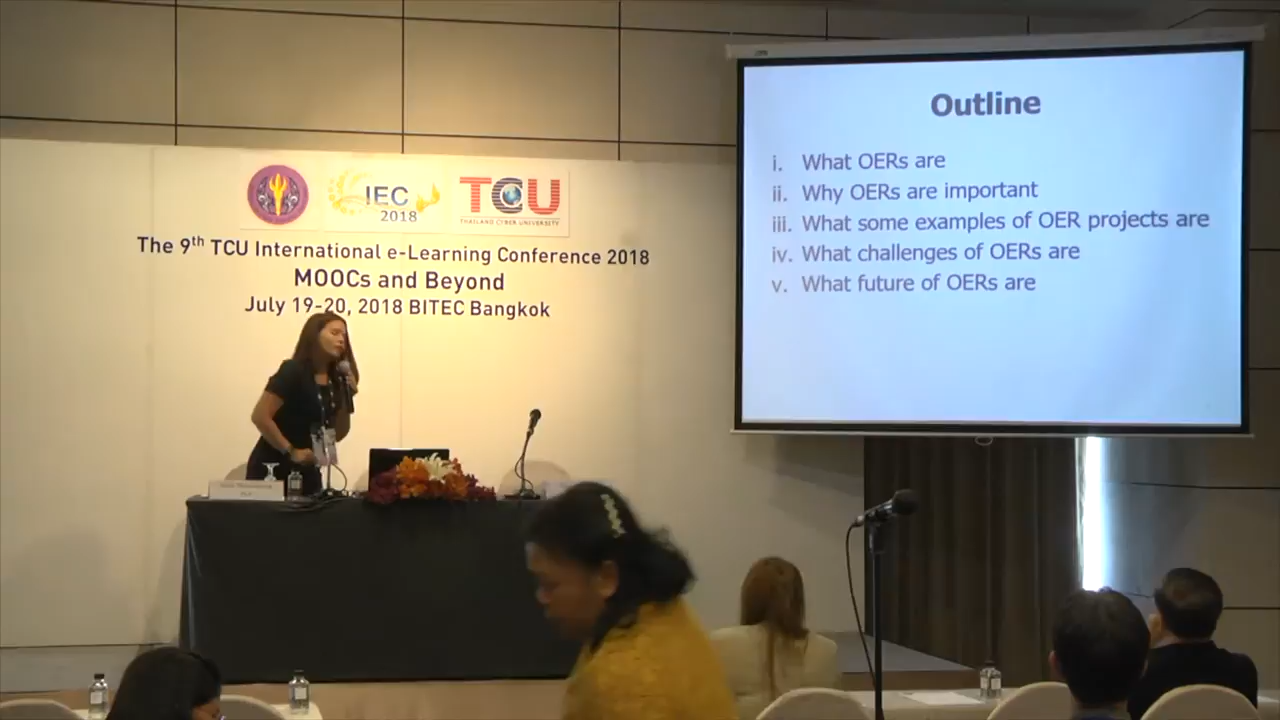 IEC
2018
TCU
THAILAND CYBER UNIVERSITY
The 9th TCU International e-Learning Conference 2018
MOOCs and Beyond
July 19-20, 2018 BITEC Bangkok
Outline
i. What OERs are
ii. Why OERs are important
iii. What some examples of OER projects are
iv. What challenges of OERs are
v. What future of OERs are